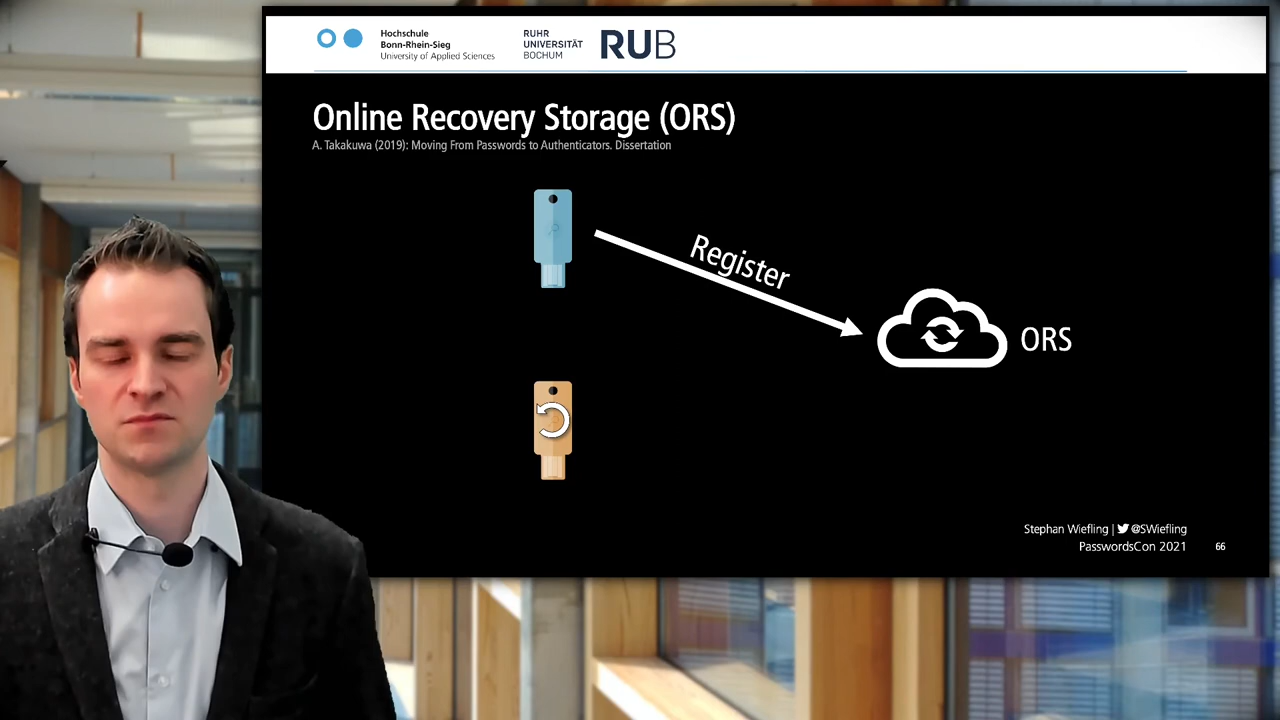 Hochschule
Bonn-Rhein-Sieg
University of Applied Sciences
RUHR
UNIVERSITÄT
BOCHUM
RUB
Online Recovery Storage (ORS)
A. Takakuwa (2019): Moving From Passwords to Authenticators. Dissertation
Register
ORS
Stephan Wiefling | @SWiefling
PasswordsCon 2021
66